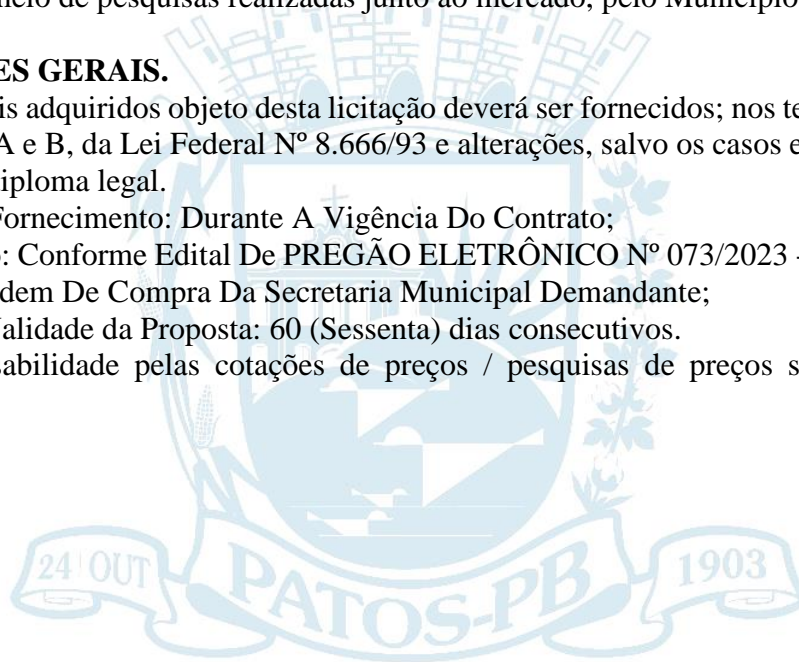 meio de pesquisas realizadas junto ao mercado, pelo Município
ES GERAIS.
is adquiridos objeto desta licitação deverá ser fornecidos; nos te
A e B, da Lei Federal Nº 8.666/93 e alterações, salvo os casos e
iploma legal.
Fornecimento: Durante A Vigência Do Contrato;
: Conforme Edital De PREGÃO ELETRÔNICO Nº 073/2023 -
dem De Compra Da Secretaria Municipal Demandante;
Validade da Proposta: 60 (Sessenta) dias consecutivos.
abilidade pelas cotações de preços / pesquisas de preços s
24 OUT
PATOS-PB
1903